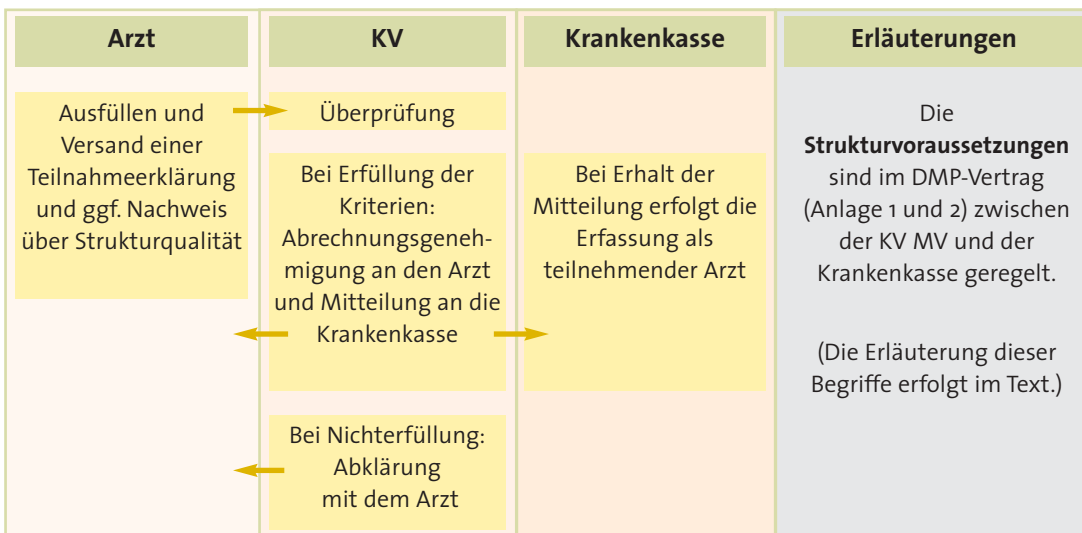 Arzt
KV
Krankenkasse
Erläuterungen
Ausfüllen und
Versand einer
Teilnahmeerklärung
und ggf. Nachweis
über Strukturqualität
Überprüfung
Bei Erfüllung der
Kriterien:
Abrechnungsgeneh-
migung an den Arzt
und Mitteilung an die
Krankenkasse
Bei Nichterfüllung:
Abklärung
mit dem Arzt
Bei Erhalt der
Mitteilung erfolgt die
Erfassung als
teilnehmender Arzt
Die
Strukturvoraussetzungen
sind im DMP-Vertrag
(Anlage 1 und 2) zwischen
der KV MV und der
Krankenkasse geregelt.
(Die Erläuterung dieser
Begriffe erfolgt im Text.)